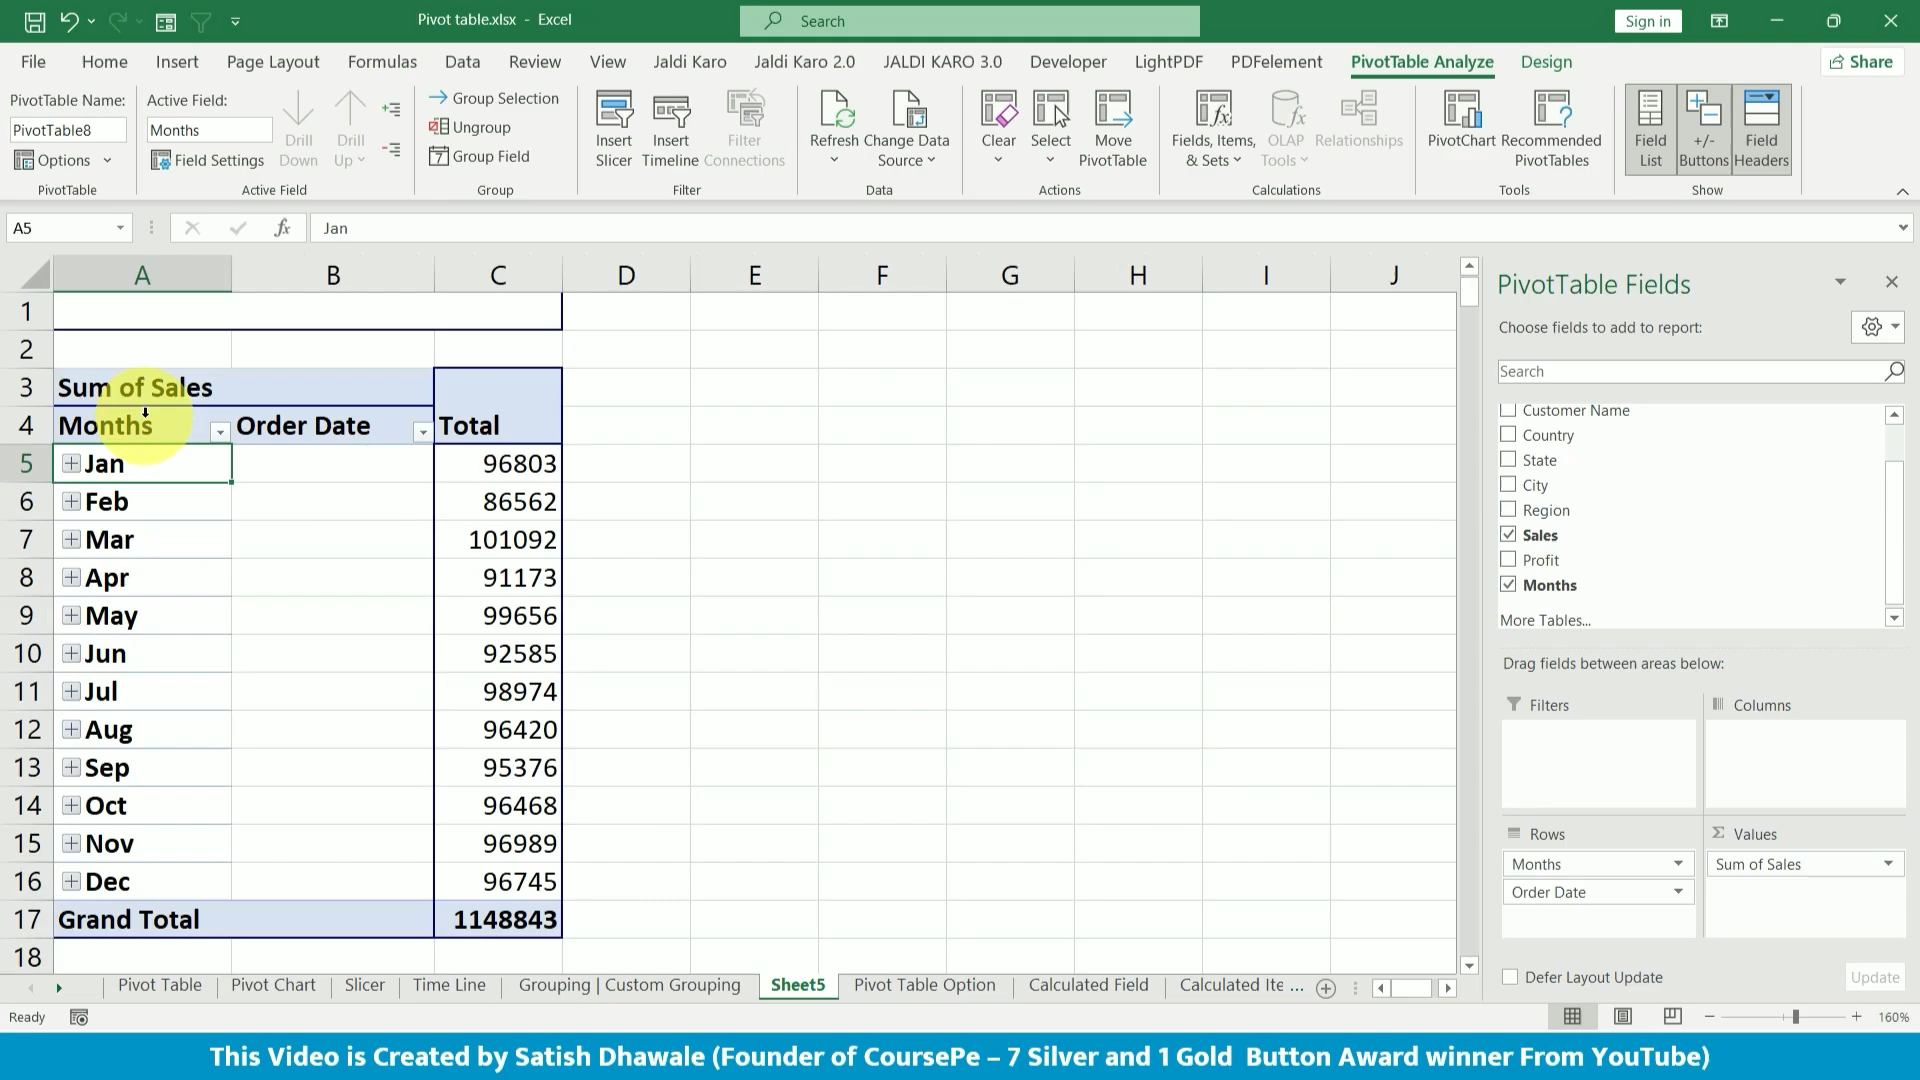 Pivot table.xlsx - Excel
Search
Sign in
File Home Insert Page Layout Formulas Data Review View Jaldi Karo Jaldi Karo 2.0 JALDI KARO 3.0 Developer LightPDF PDFelement PivotTable Analyze Design Share
PivotTable Name:
PivotTable8
Options
PivotTable
Active Field:
Months
Field Settings
Drill Down
Drill Up
Active Field
Group Selection
Ungroup
Group Field
Group
Insert Slicer
Insert Timeline
Filter Connections
Filter
Refresh
Change Data Source
Data
Clear
Select
Move PivotTable
Actions
Fields, Items, & Sets
OLAP Tools
Relationships
Calculations
PivotChart
Recommended PivotTables
Tools
Field List
+/- Buttons
Field Headers
Show
A5
fx
Jan
A B C D E F G H I J
1
2
3 Sum of Sales
4 Months Order Date Total
5 Jan 96803
6 Feb 86562
7 Mar 101092
8 Apr 91173
9 May 99656
10 Jun 92585
11 Jul 98974
12 Aug 96420
13 Sep 95376
14 Oct 96468
15 Nov 96989
16 Dec 96745
17 Grand Total 1148843
18
PivotTable Fields
Choose fields to add to report:
Search
Customer Name
Country
State
City
Region
Sales
Profit
Months
More Tables...
Drag fields between areas below:
Filters
Columns
Rows
Σ Values
Months
Sum of Sales
Order Date
Defer Layout Update
Update
Pivot Table Pivot Chart Slicer Time Line Grouping | Custom Grouping Sheet5 Pivot Table Option Calculated Field Calculated Ite ...
Ready
160%
This Video is Created by Satish Dhawale (Founder of CoursePe – 7 Silver and 1 Gold Button Award winner From YouTube)